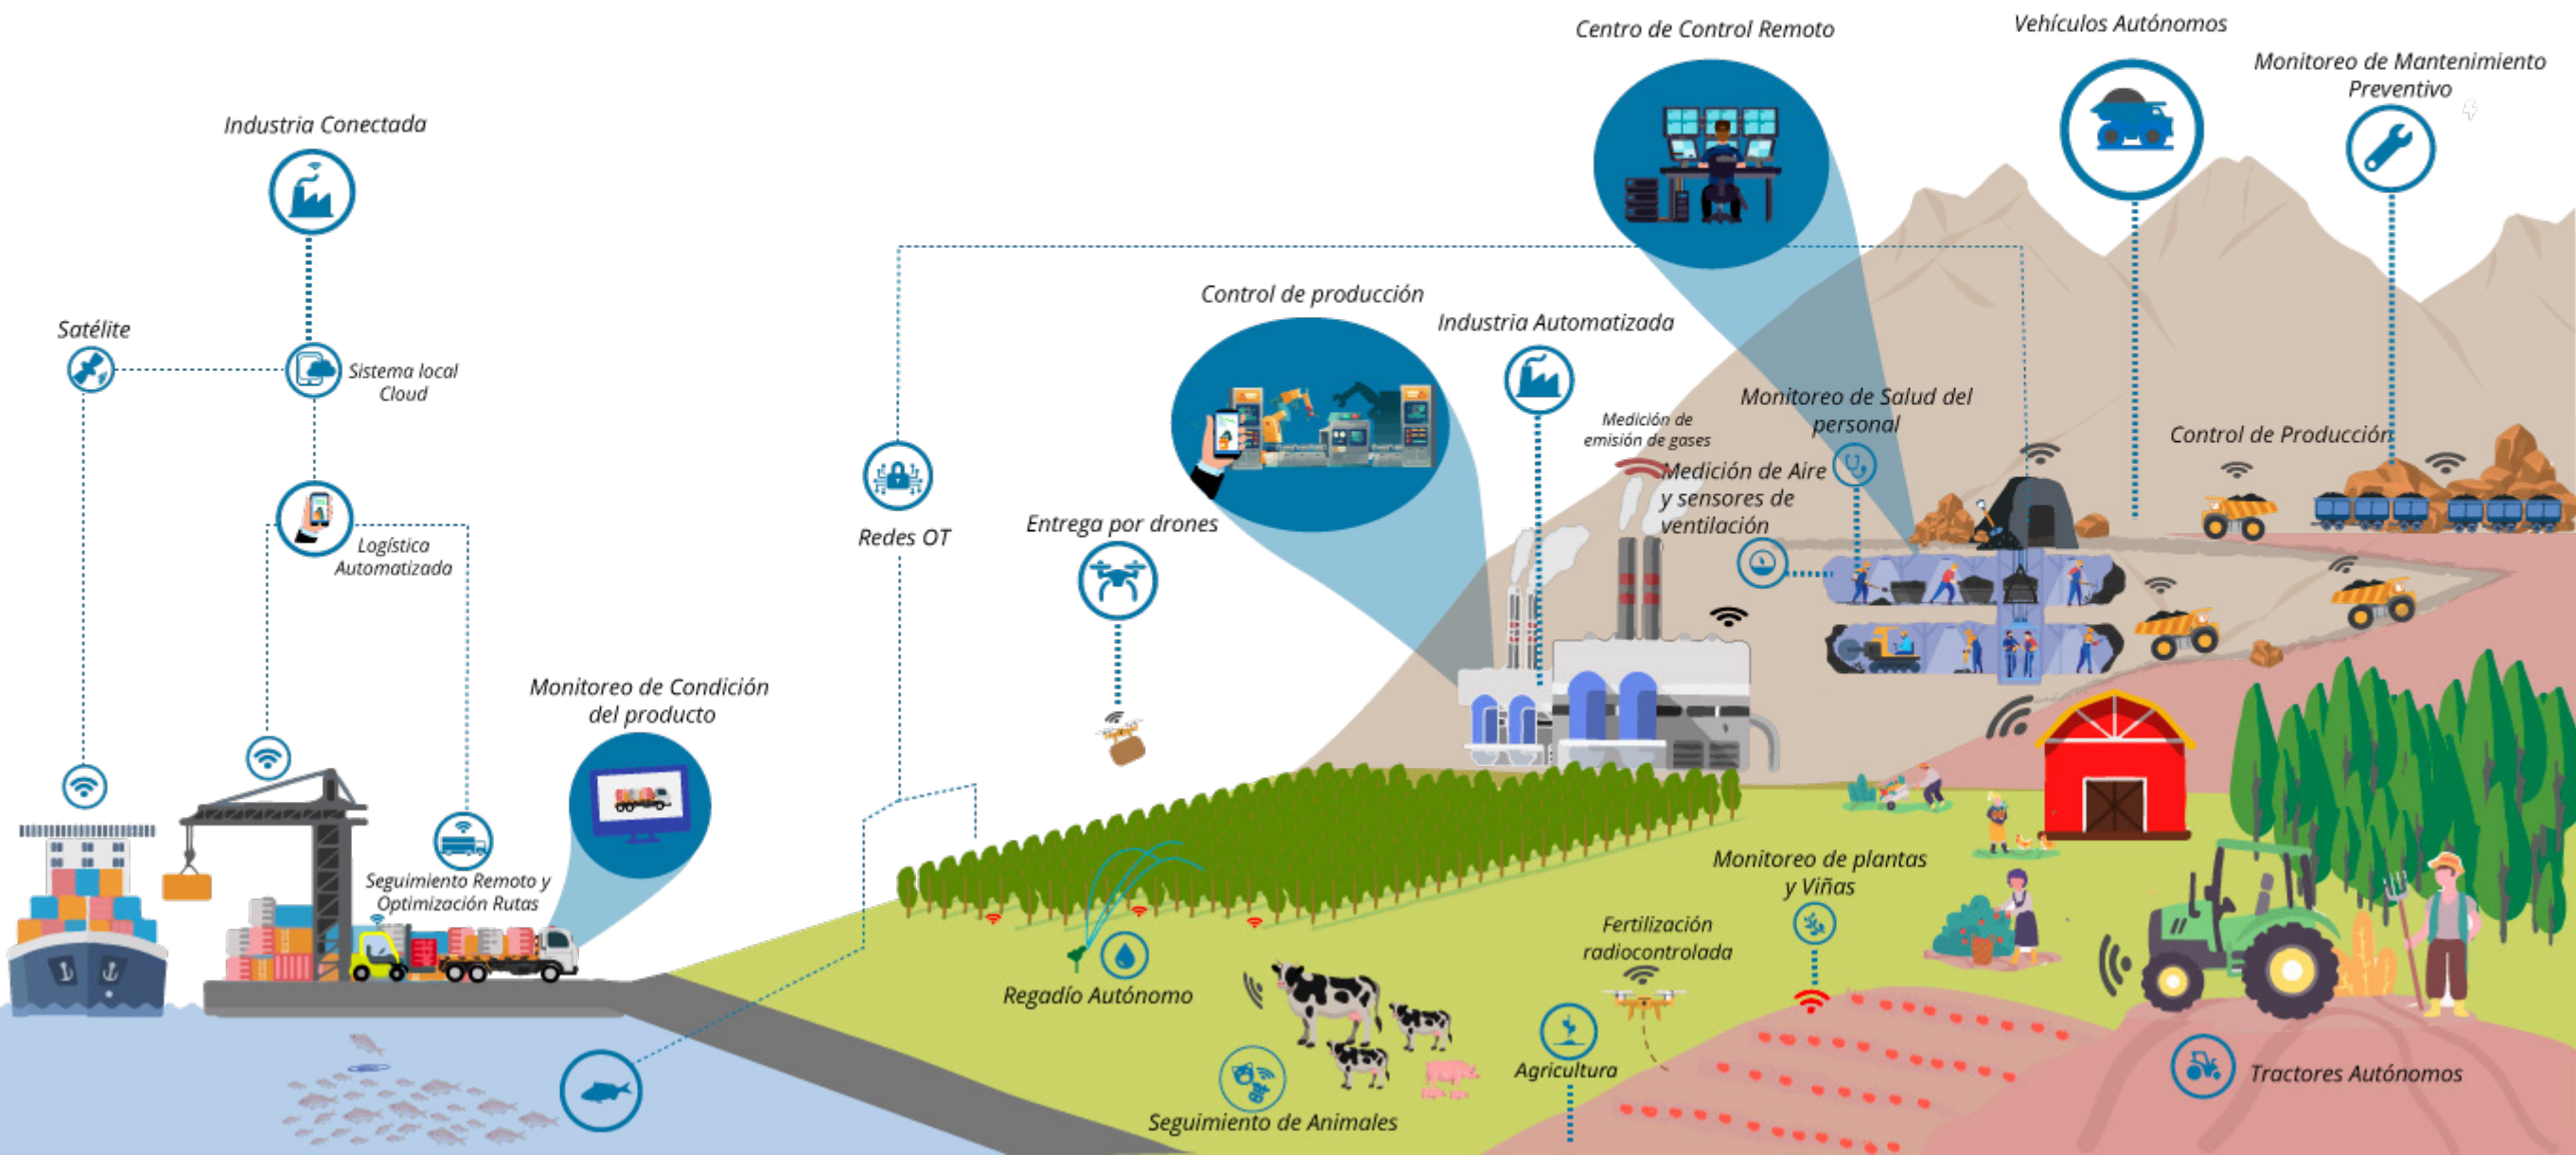 Centro de Control Remoto
Vehículos Autónomos
Monitoreo de Mantenimiento
Preventivo
Industria Conectada
Control de producción
Industria Automatizada
Satélite
Sistema local
Cloud
Monitoreo de Salud del
personal
Medición de
emisión de gases
Control de Producción
Medición de Aire
y sensores de
ventilación
Entrega por drones
Redes OT
Logística
Automatizada
Monitoreo de Condición
del producto
Seguimiento Remoto y
Optimización Rutas
Monitoreo de plantas
y Viñas
Fertilización
radiocontrolada
Regadío Autónomo
Agricultura
Tractores Autónomos
Seguimiento de Animales